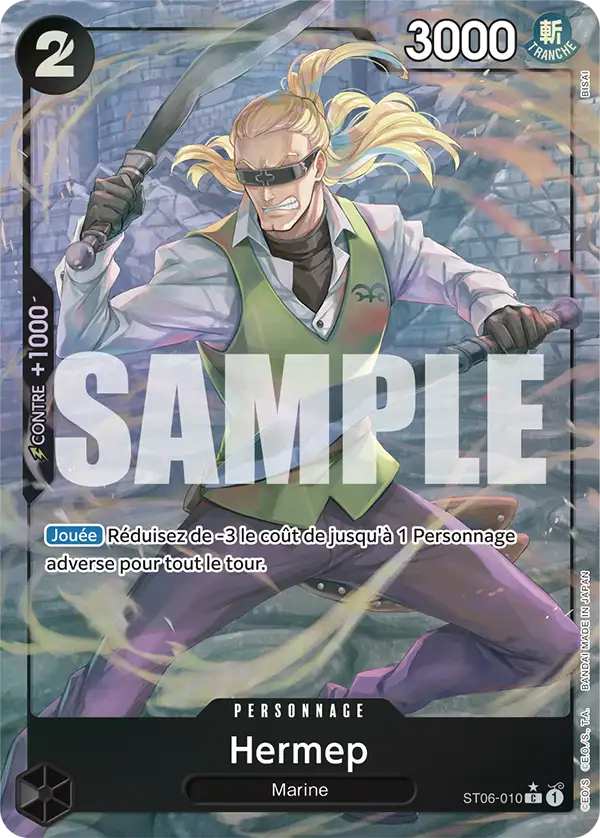 2
3000
斬
TRANCHE
BISAI
CONTRE +1000
SAMPLE
Jouée Réduisez de -3 le coût de jusqu'à 1 Personnage
adverse pour tout le tour.
PERSONNAGE
Hermep
Marine
ST06-010 C 1
©EO/S ©E.O./S., T.A. BANDAI MADE IN JAPAN